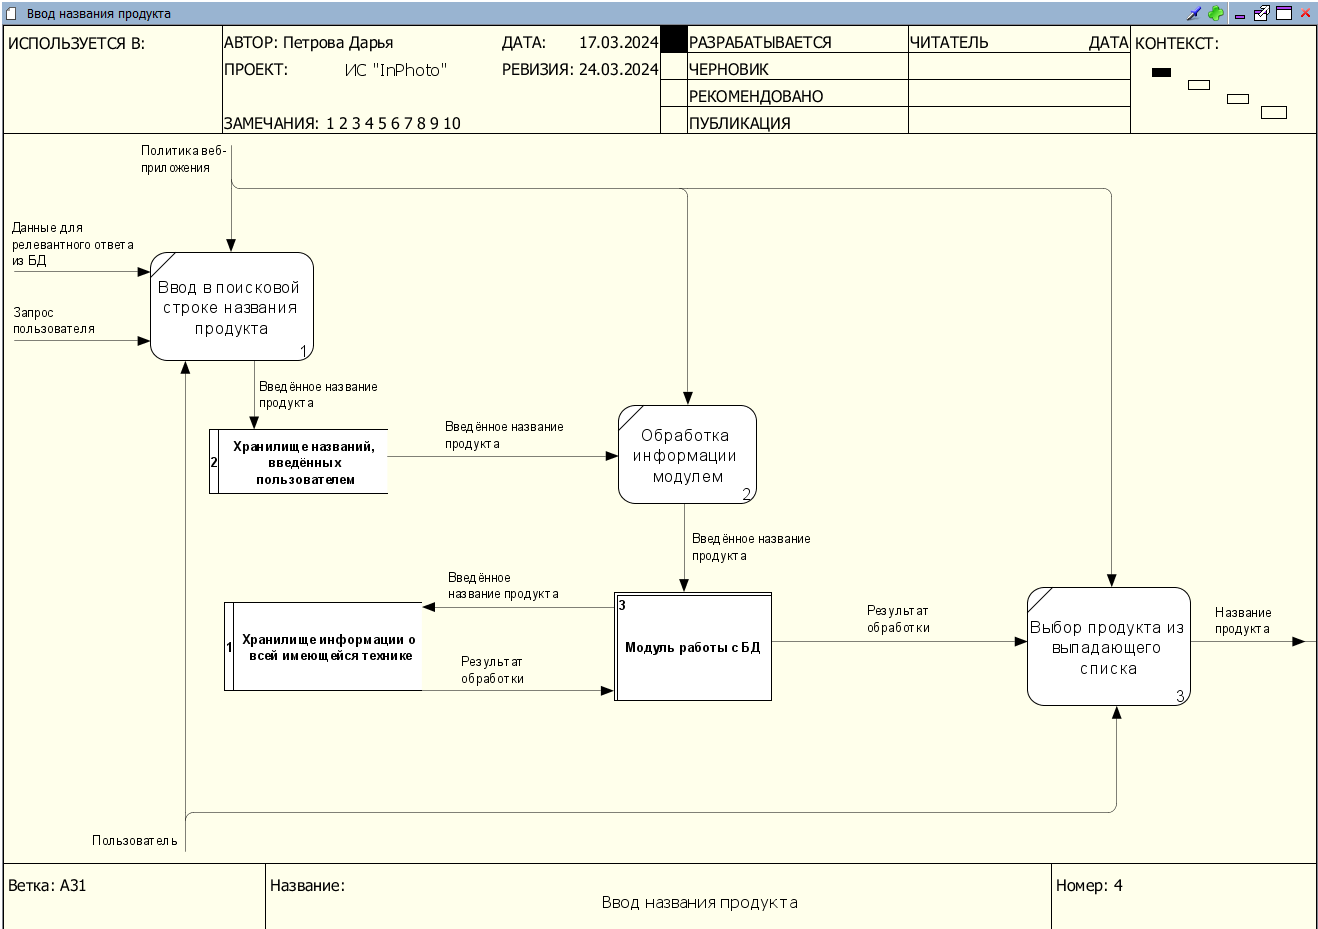 Ввод названия продукта
ИСПОЛЬЗУЕТСЯ В:
АВТОР: Петрова Дарья
ДАТА: 17.03.2024
ПРОЕКТ: ИС "InPhoto"
РЕВИЗИЯ: 24.03.2024
ЗАМЕЧАНИЯ: 1 2 3 4 5 6 7 8 9 10
РАЗРАБАТЫВАЕТСЯ
ЧЕРНОВИК
РЕКОМЕНДОВАНО
ПУБЛИКАЦИЯ
ЧИТАТЕЛЬ ДАТА
КОНТЕКСТ:
Политика веб-
приложения
Данные для
релевантного ответа
из БД
Запрос
пользователя
Ввод в поисковой
строке названия
продукта
1
Введённое название
продукта
2
Хранилище названий,
введённых
пользователем
Введённое название
продукта
Обработка
информации
модулем
2
Введённое название
продукта
Введённое
название продукта
1
Хранилище информации о
всей имеющейся технике
Результат
обработки
3
Модуль работы с БД
Результат
обработки
Выбор продукта из
выпадающего
списка
3
Название
продукта
Пользователь
Ветка: A31
Название:
Ввод названия продукта
Номер: 4